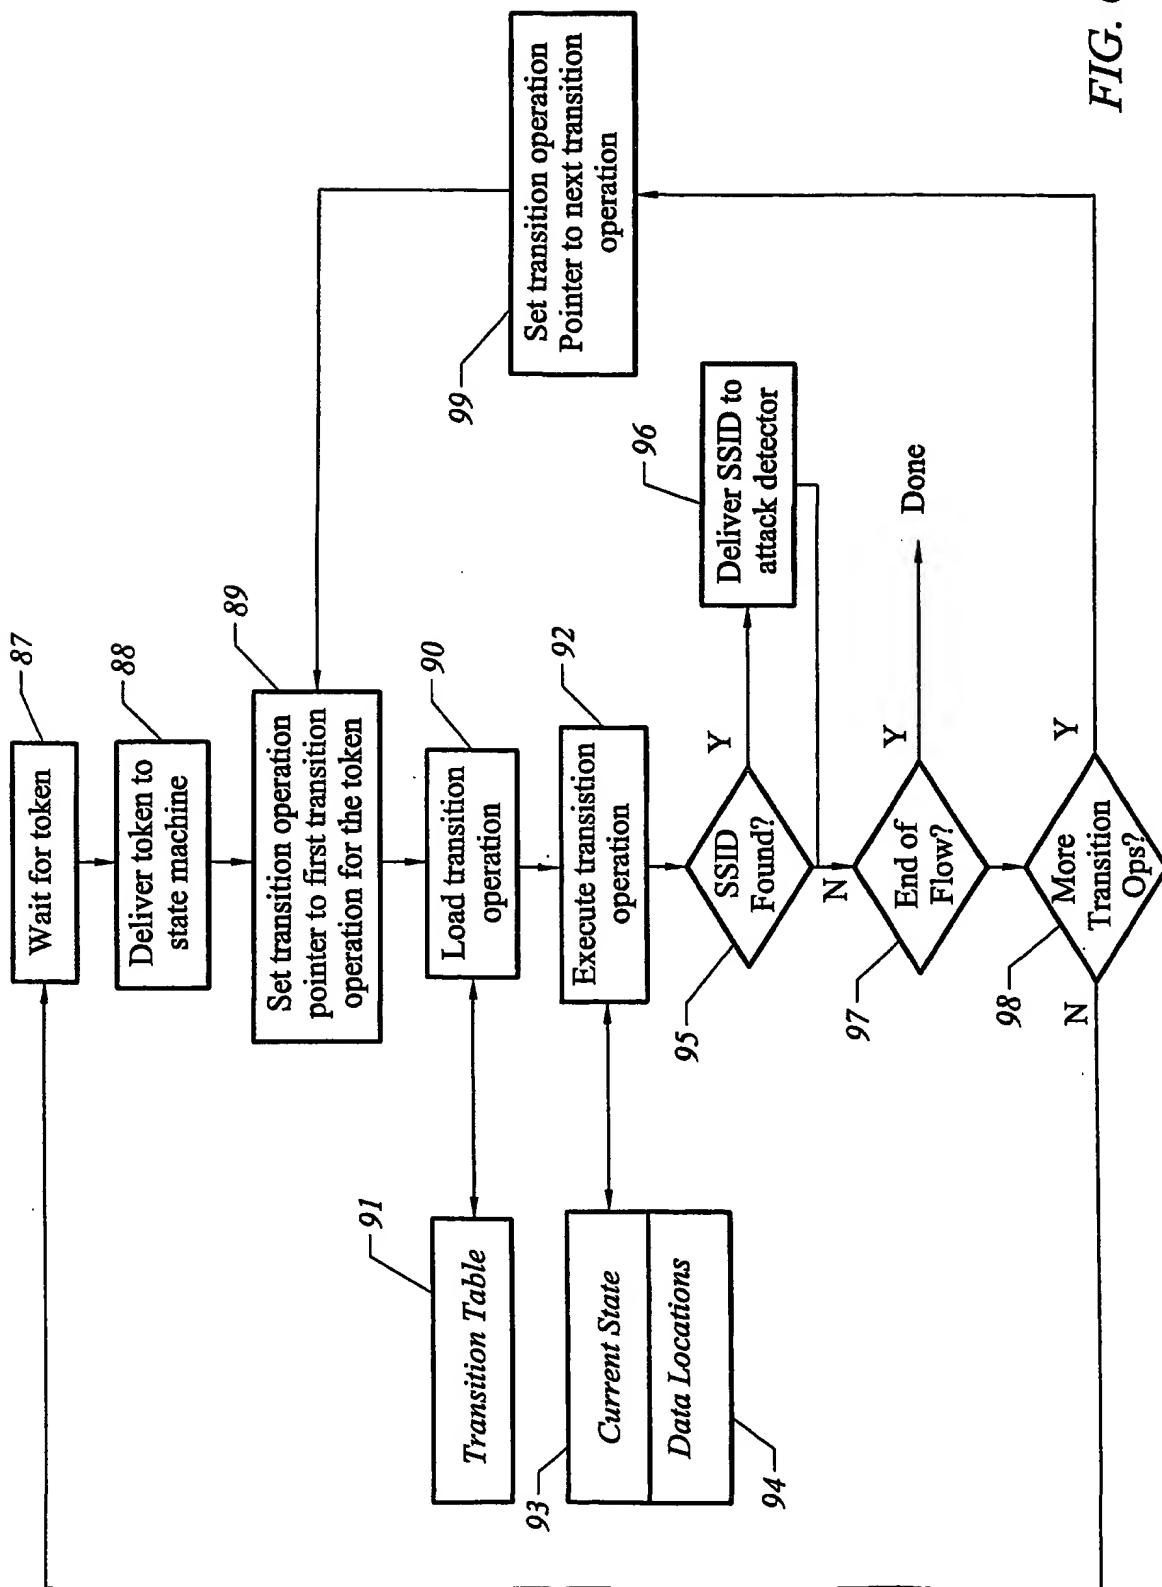 87
Wait for token
88
Deliver token to
state machine
89
Set transition operation
pointer to first transition
operation for the token
90
Load transition
operation
91
Transition Table
92
Execute transistion
operation
93
Current State
Data Locations
94
95
SSID
Found?
Y
N
96
Deliver SSID to
attack detector
97
End of
Flow?
Y
Done
98
More
Transition
Ops?
Y
N
99
Set transition operation
Pointer to next transition
operation
FIG.